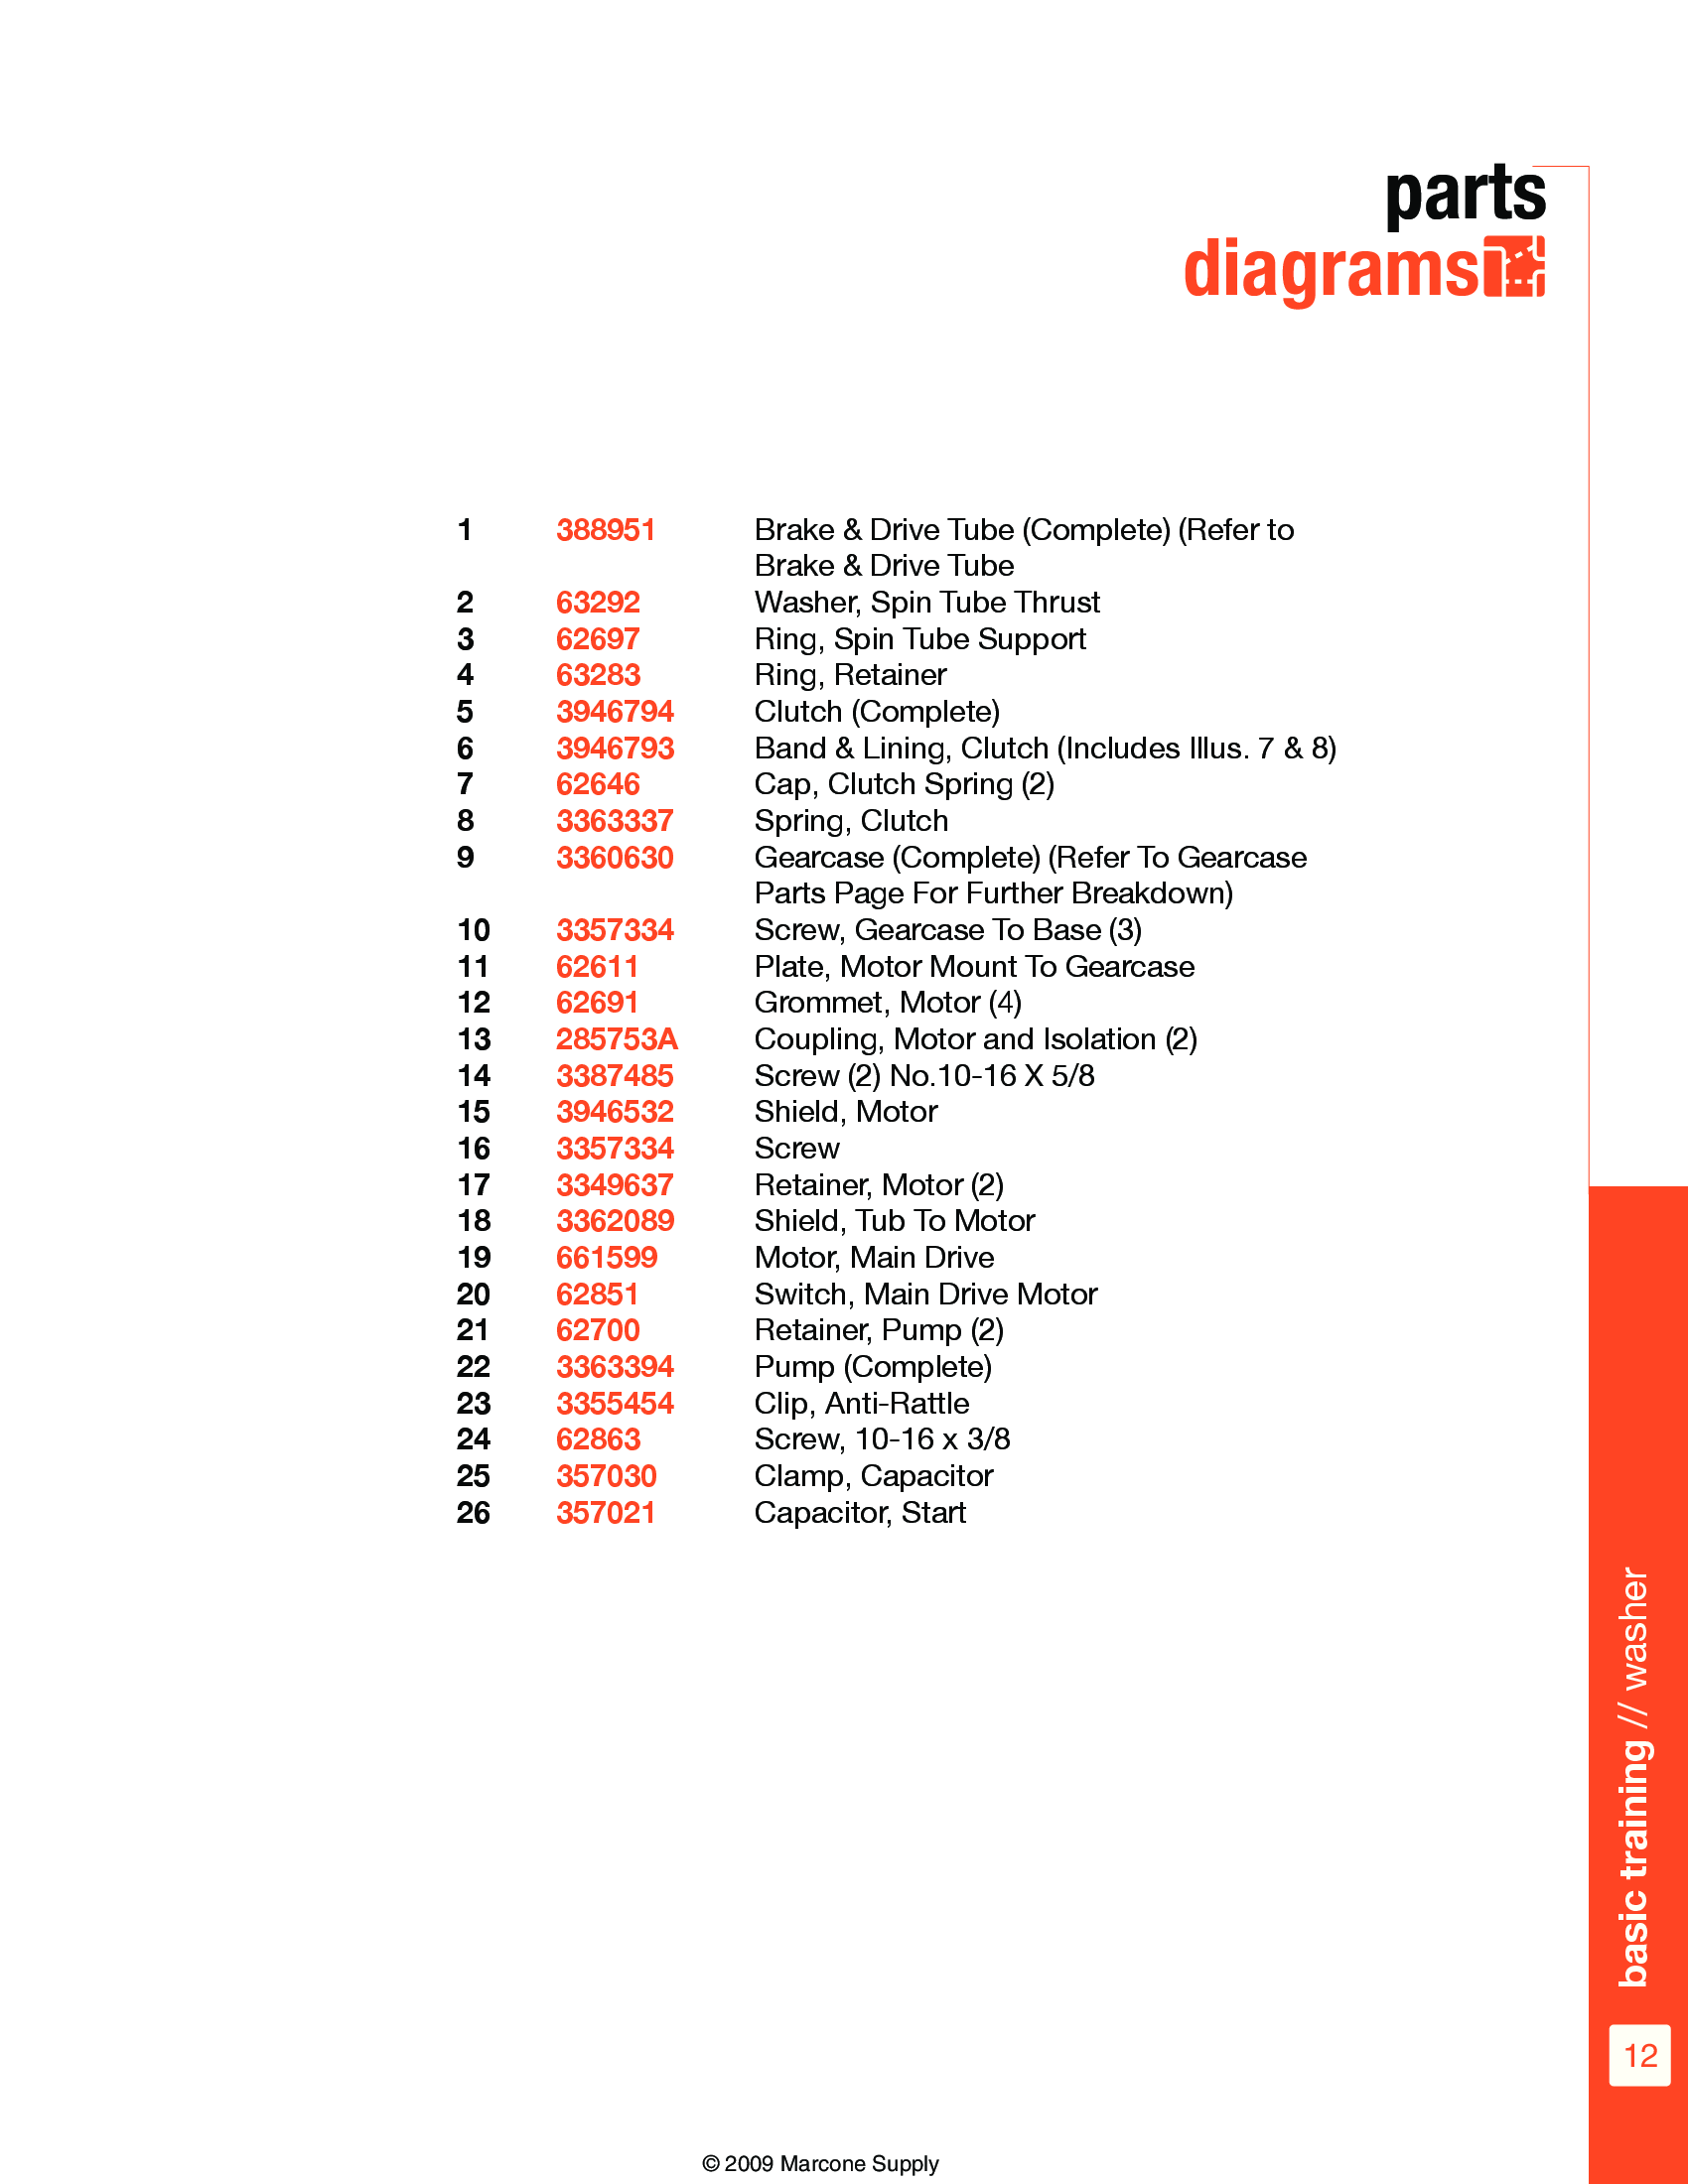 parts
diagrams
1 388951 Brake & Drive Tube (Complete) (Refer to
Brake & Drive Tube
2 63292 Washer, Spin Tube Thrust
3 62697 Ring, Spin Tube Support
4 63283 Ring, Retainer
5 3946794 Clutch (Complete)
6 3946793 Band & Lining, Clutch (Includes Illus. 7 & 8)
7 62646 Cap, Clutch Spring (2)
8 3363337 Spring, Clutch
9 3360630 Gearcase (Complete) (Refer To Gearcase
Parts Page For Further Breakdown)
10 3357334 Screw, Gearcase To Base (3)
11 62611 Plate, Motor Mount To Gearcase
12 62691 Grommet, Motor (4)
13 285753A Coupling, Motor and Isolation (2)
14 3387485 Screw (2) No.10-16 X 5/8
15 3946532 Shield, Motor
16 3357334 Screw
17 3349637 Retainer, Motor (2)
18 3362089 Shield, Tub To Motor
19 661599 Motor, Main Drive
20 62851 Switch, Main Drive Motor
21 62700 Retainer, Pump (2)
22 3363394 Pump (Complete)
23 3355454 Clip, Anti-Rattle
24 62863 Screw, 10-16 x 3/8
25 357030 Clamp, Capacitor
26 357021 Capacitor, Start
basic training // washer
12
© 2009 Marcone Supply